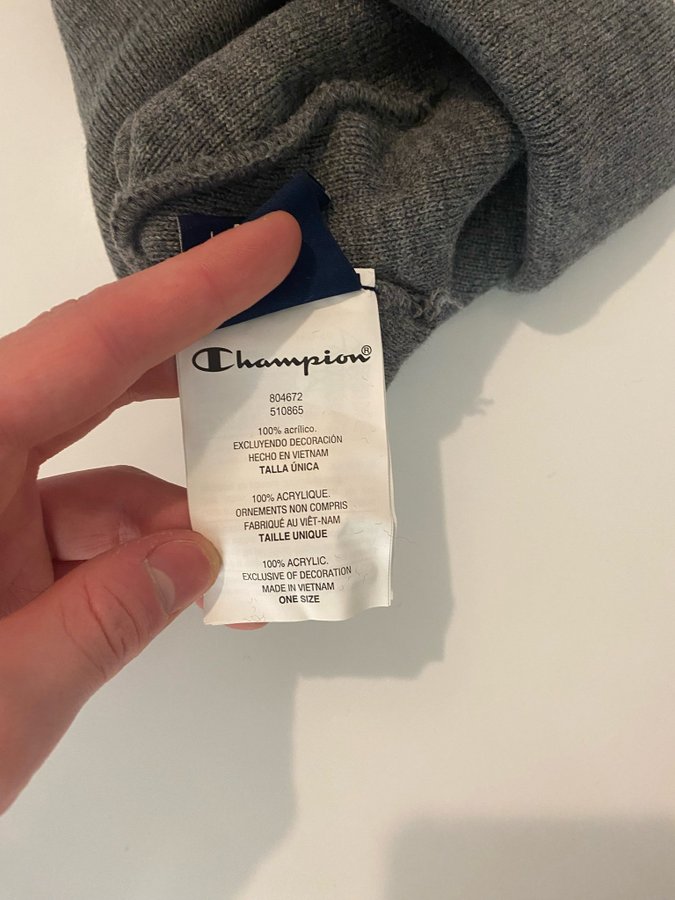 Champion®
804672
510865
100% acrílico.
EXCLUYENDO DECORACIÓN
HECHO EN VIETNAM
TALLA ÚNICA
100% ACRYLIQUE.
ORNEMENTS NON COMPRIS
FABRIQUÉ AU VIÊT-NAM
TAILLE UNIQUE
100% ACRYLIC.
EXCLUSIVE OF DECORATION
MADE IN VIETNAM
ONE SIZE